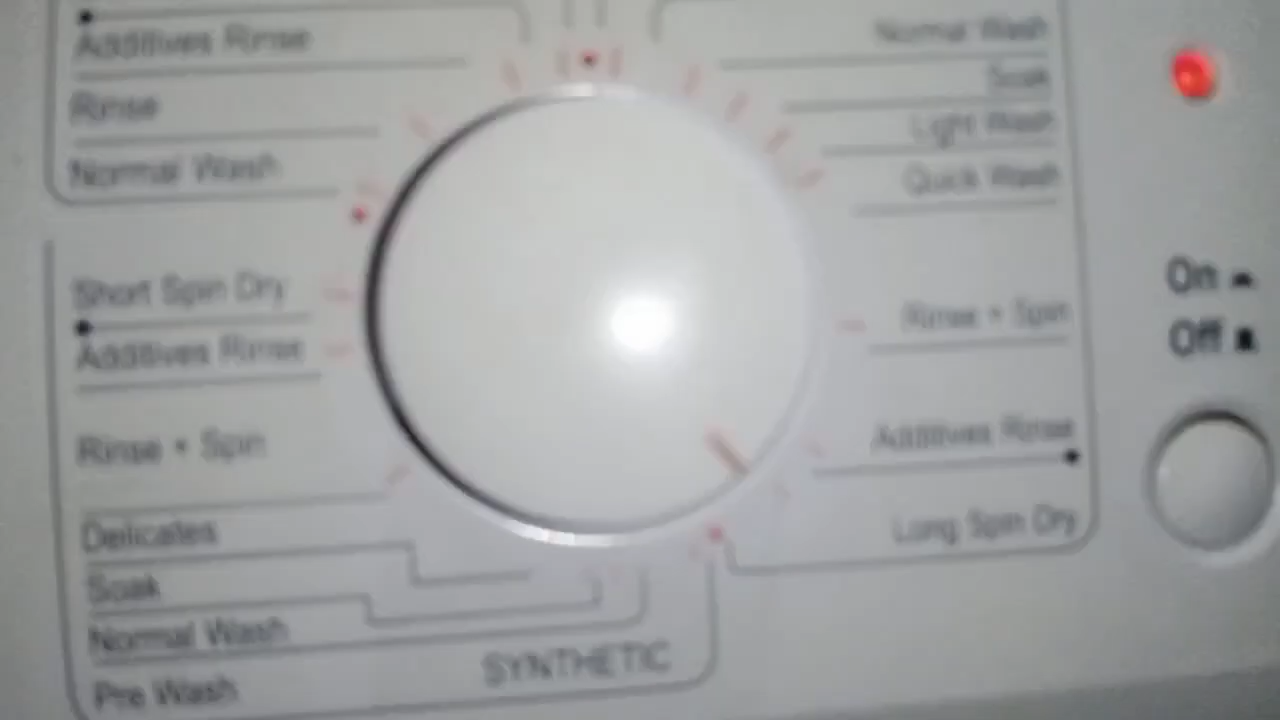 Additives Rinse
Rinse
Normal Wash
Short Spin Dry
Additives Rinse
Rinse + Spin
Delicates
Soak
Normal Wash
Pre Wash
SYNTHETIC
Normal Wash
Soak
Light Wash
Quick Wash
Rinse + Spin
Additives Rinse
Long Spin Dry
On
Off